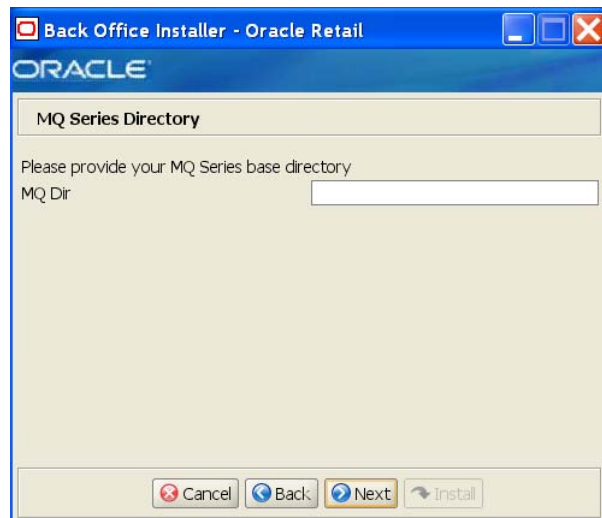 Back Office Installer - Oracle Retail
ORACLE
MQ Series Directory
Please provide your MQ Series base directory
MQ Dir
Cancel Back Next Install